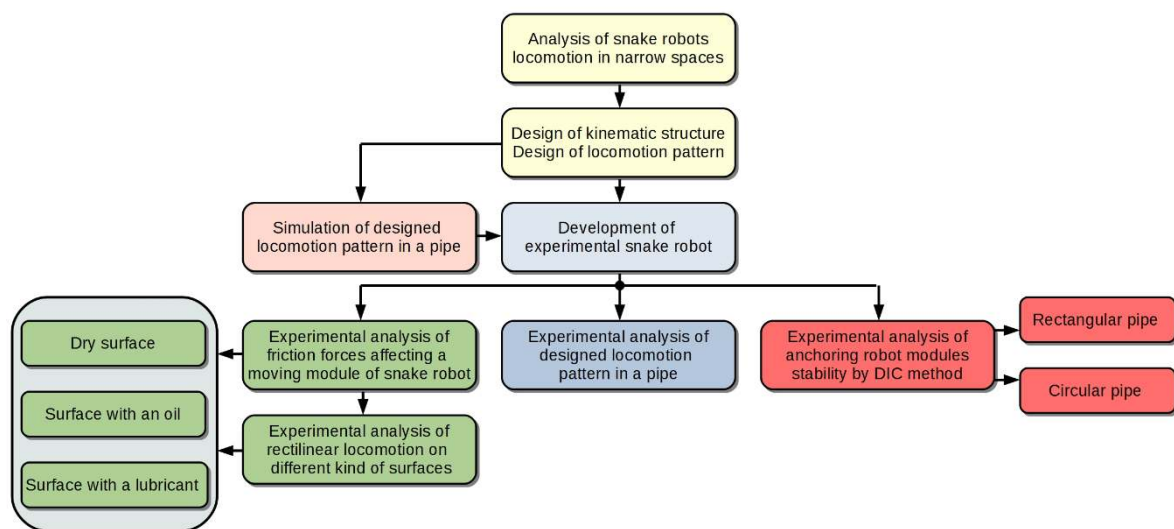 Analysis of snake robots
locomotion in narrow spaces
Design of kinematic structure
Design of locomotion pattern
Simulation of designed
locomotion pattern in a pipe
Development of
experimental snake robot
Dry surface
Surface with an oil
Surface with a lubricant
Experimental analysis of
friction forces affecting a
moving module of snake robot
Experimental analysis of
rectilinear locomotion on
different kind of surfaces
Experimental analysis of
designed locomotion
pattern in a pipe
Experimental analysis of
anchoring robot modules
stability by DIC method
Rectangular pipe
Circular pipe